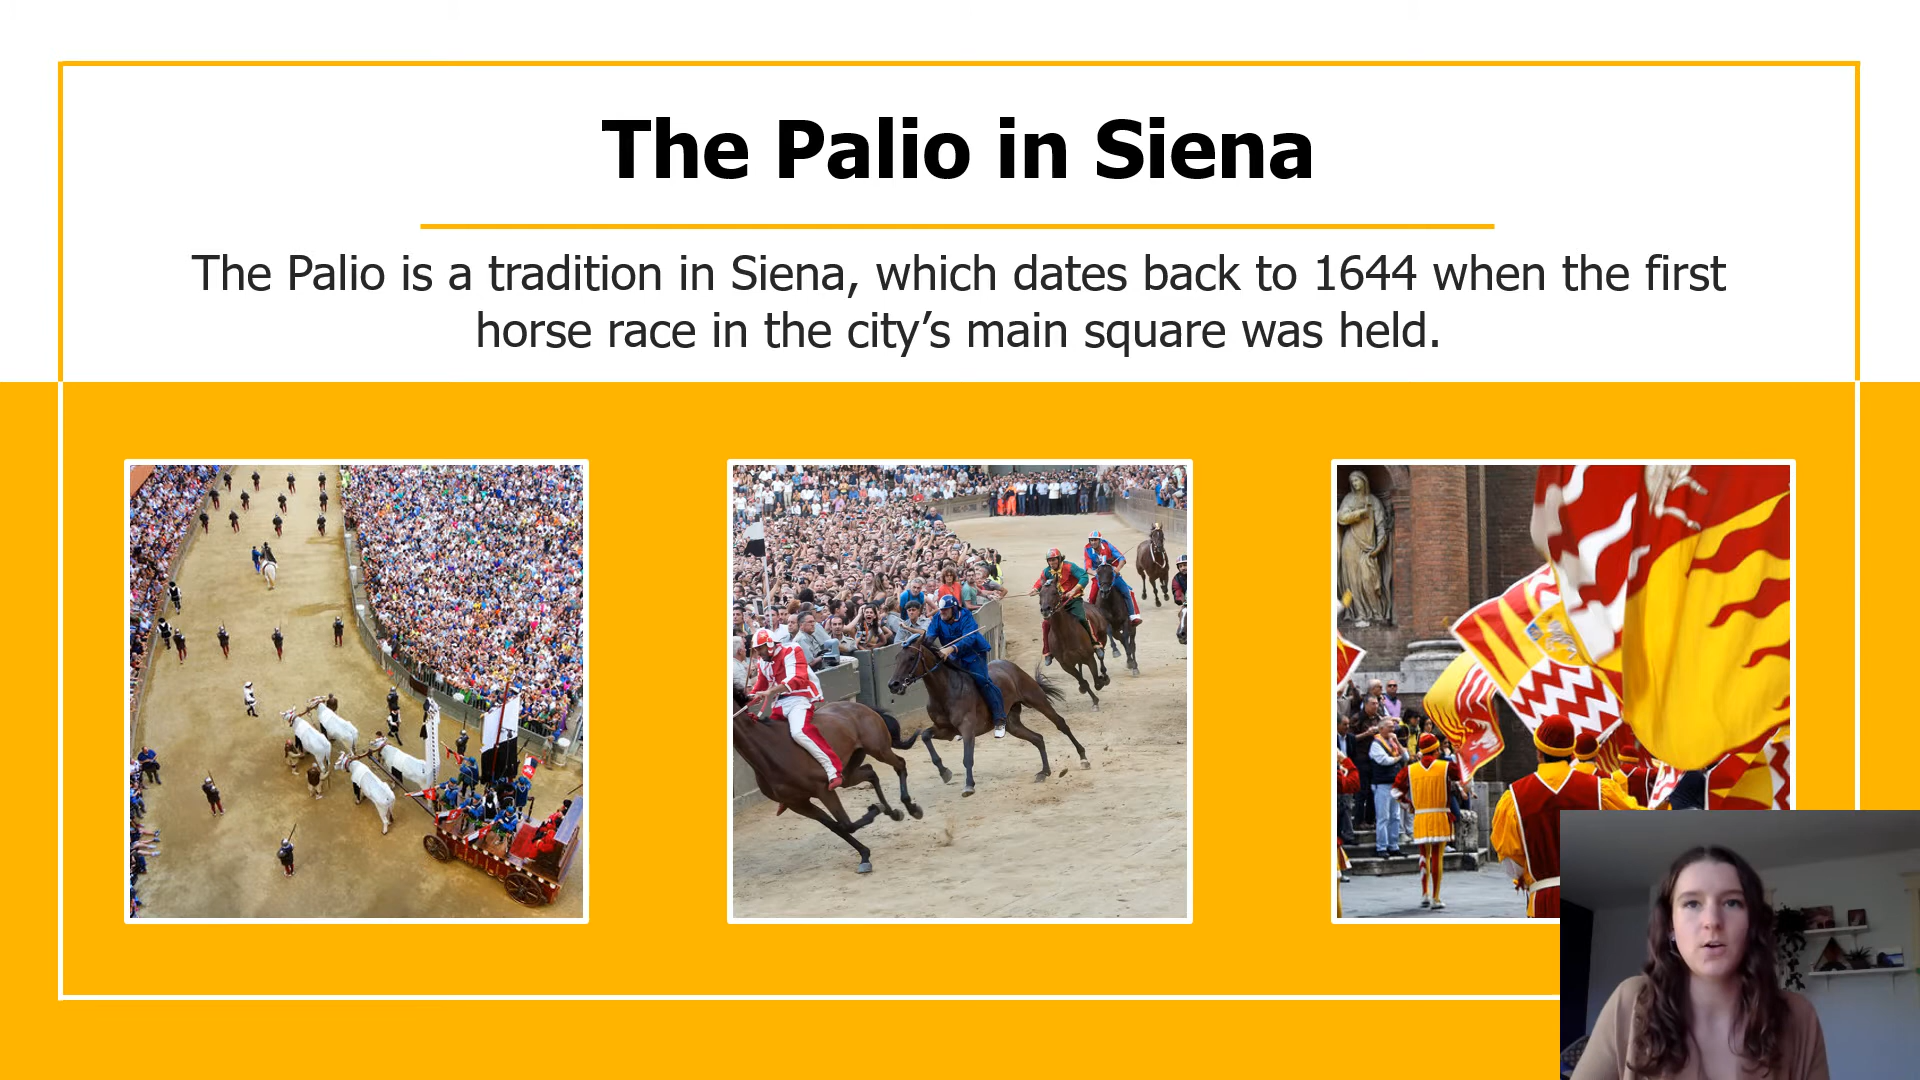 The Palio in Siena
The Palio is a tradition in Siena, which dates back to 1644 when the first
horse race in the city’s main square was held.